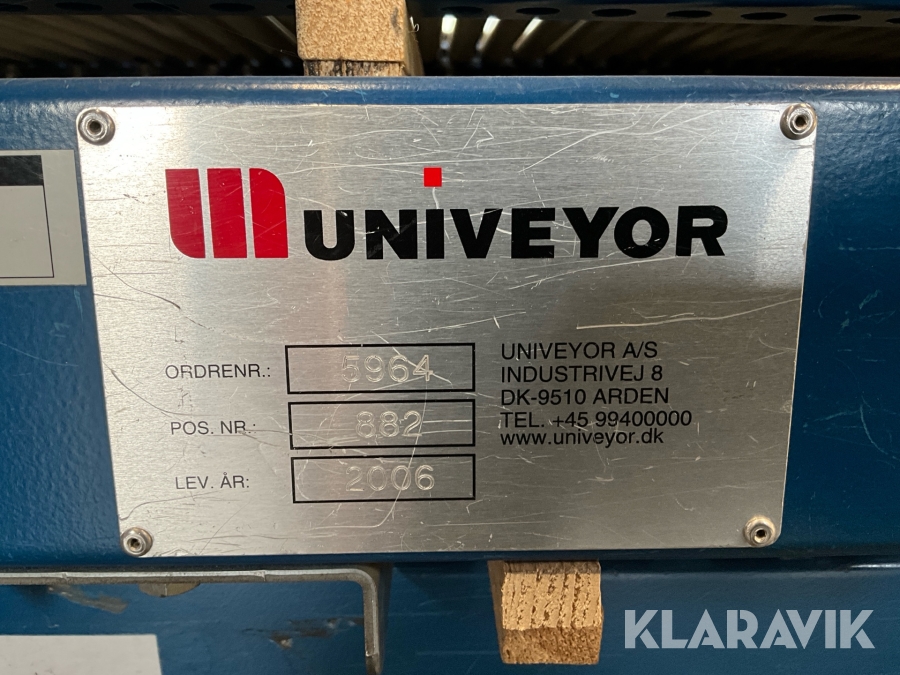 UNIVEYOR
ORDRENR.: 5964
POS. NR.: 882
LEV. ÅR: 2006
UNIVEYOR A/S
INDUSTRIVEJ 8
DK-9510 ARDEN
TEL. +45 99400000
www.univeyor.dk
KLARAVIK